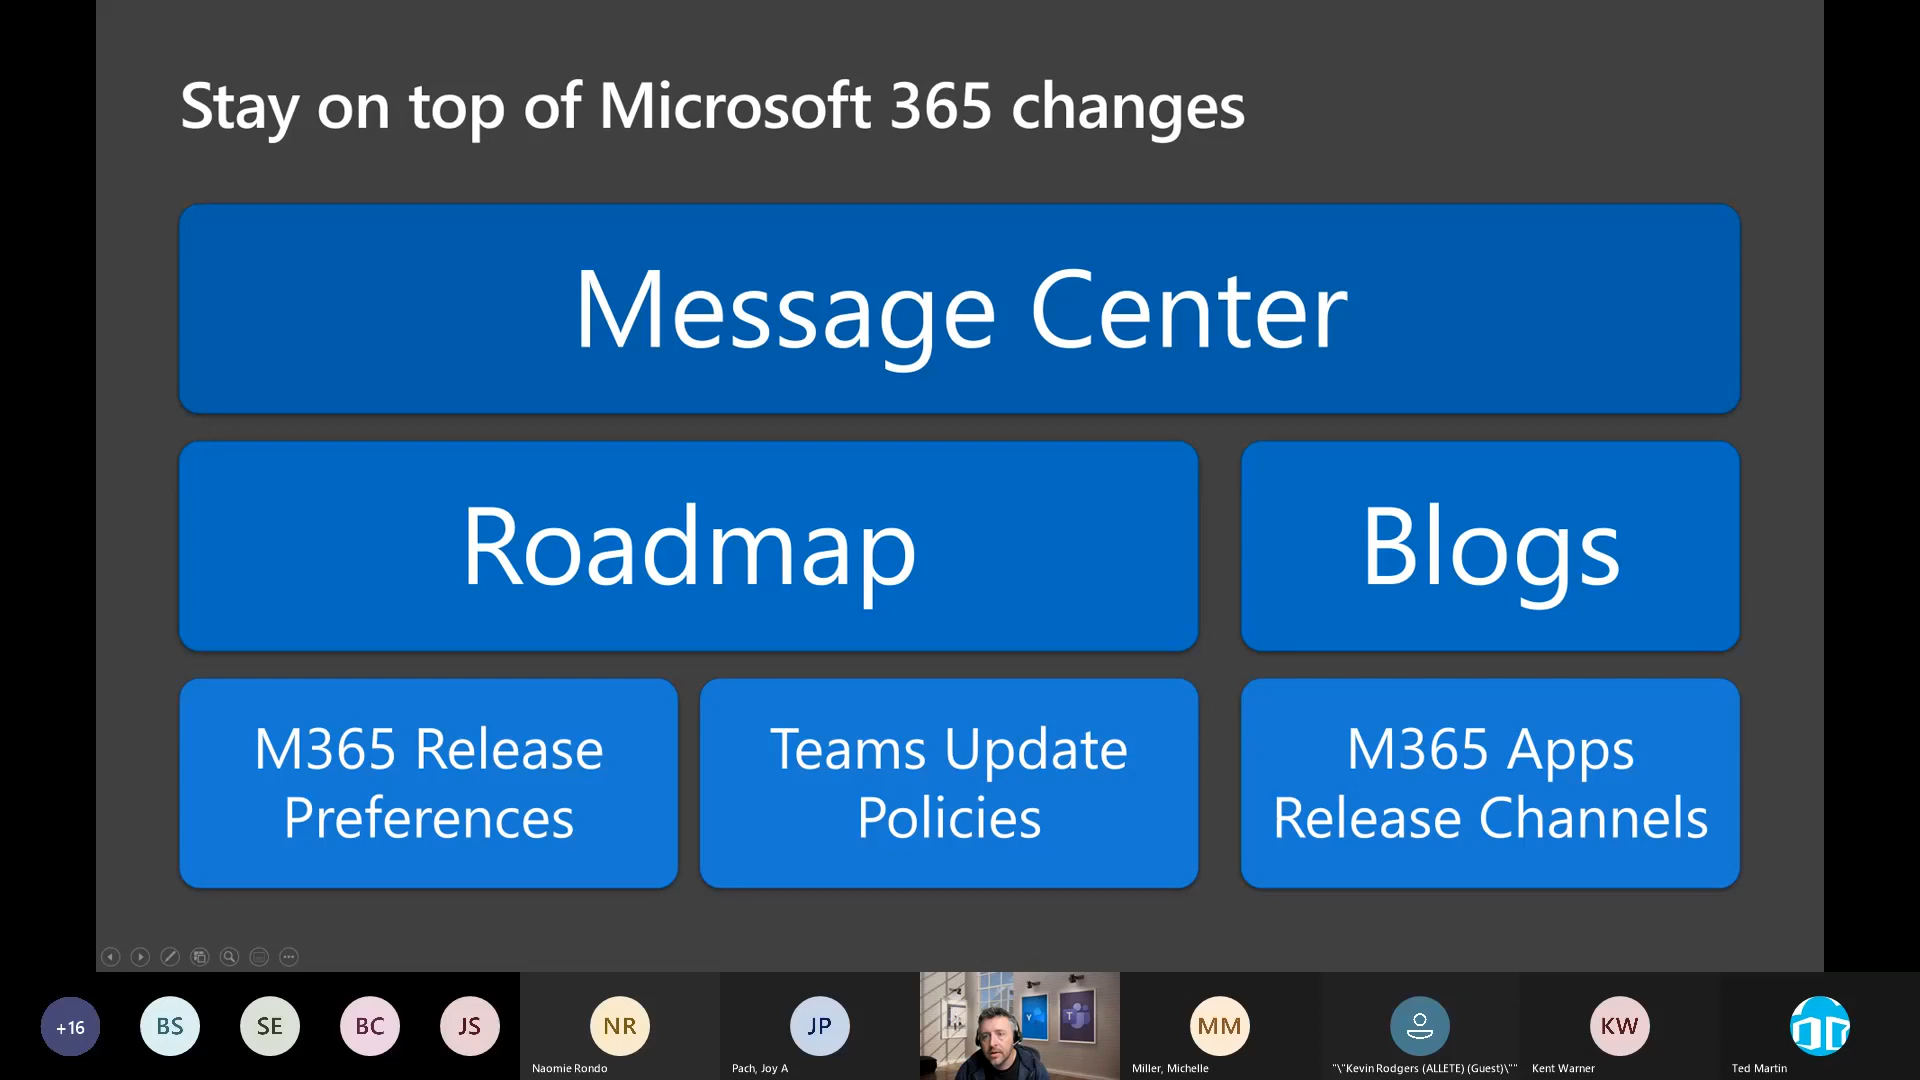 Stay on top of Microsoft 365 changes
Message Center
Roadmap
Blogs
M365 Release
Preferences
Teams Update
Policies
M365 Apps
Release Channels
+16
BS
SE
BC
JS
NR
Naomie Rondo
JP
Pach, Joy A
MM
Miller, Michelle
"\"Kevin Rodgers (ALLETE) (Guest)\""
KW
Kent Warner
Ted Martin